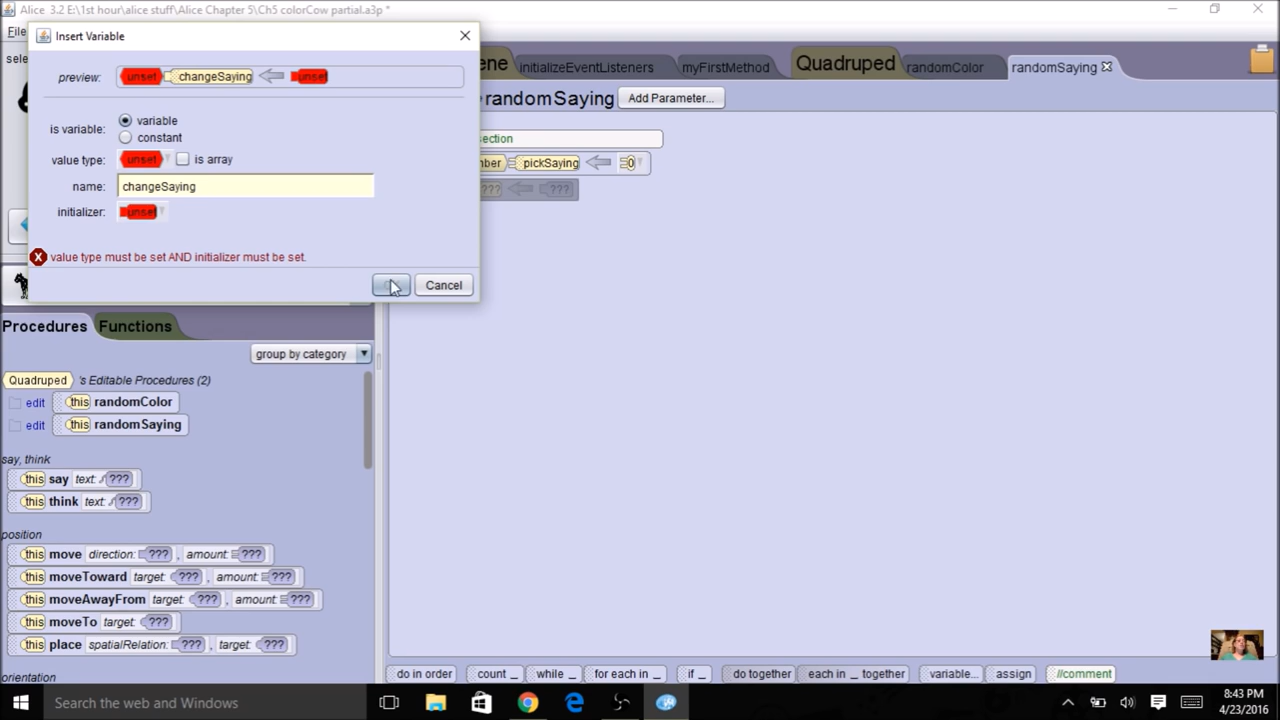 Alice 3.2 E:\1st hour\alice stuff\Alice Chapter 5\Ch5 colorCow partial.a3p *
File
Insert Variable
preview: unset changeSaying unset
is variable: variable
constant
value type: unset is array
name: changeSaying
initializer: unset
value type must be set AND initializer must be set.
Cancel
initializeEventListeners myFirstMethod Quadruped randomColor randomSaying
randomSaying Add Parameter...
pickSaying 0
??? ???
Procedures Functions
group by category
Quadruped 's Editable Procedures (2)
edit this randomColor
edit this randomSaying
say, think
this say text: ???
this think text: ???
position
this move direction: ??? , amount: ???
this moveToward target: ??? , amount: ???
this moveAwayFrom target: ??? , amount: ???
this moveTo target: ???
this place spatialRelation: ??? , target: ???
orientation
do in order count _ while _ for each in _ if _ do together each in _ together variable... assign //comment
Search the web and Windows
8:43 PM
4/23/2016